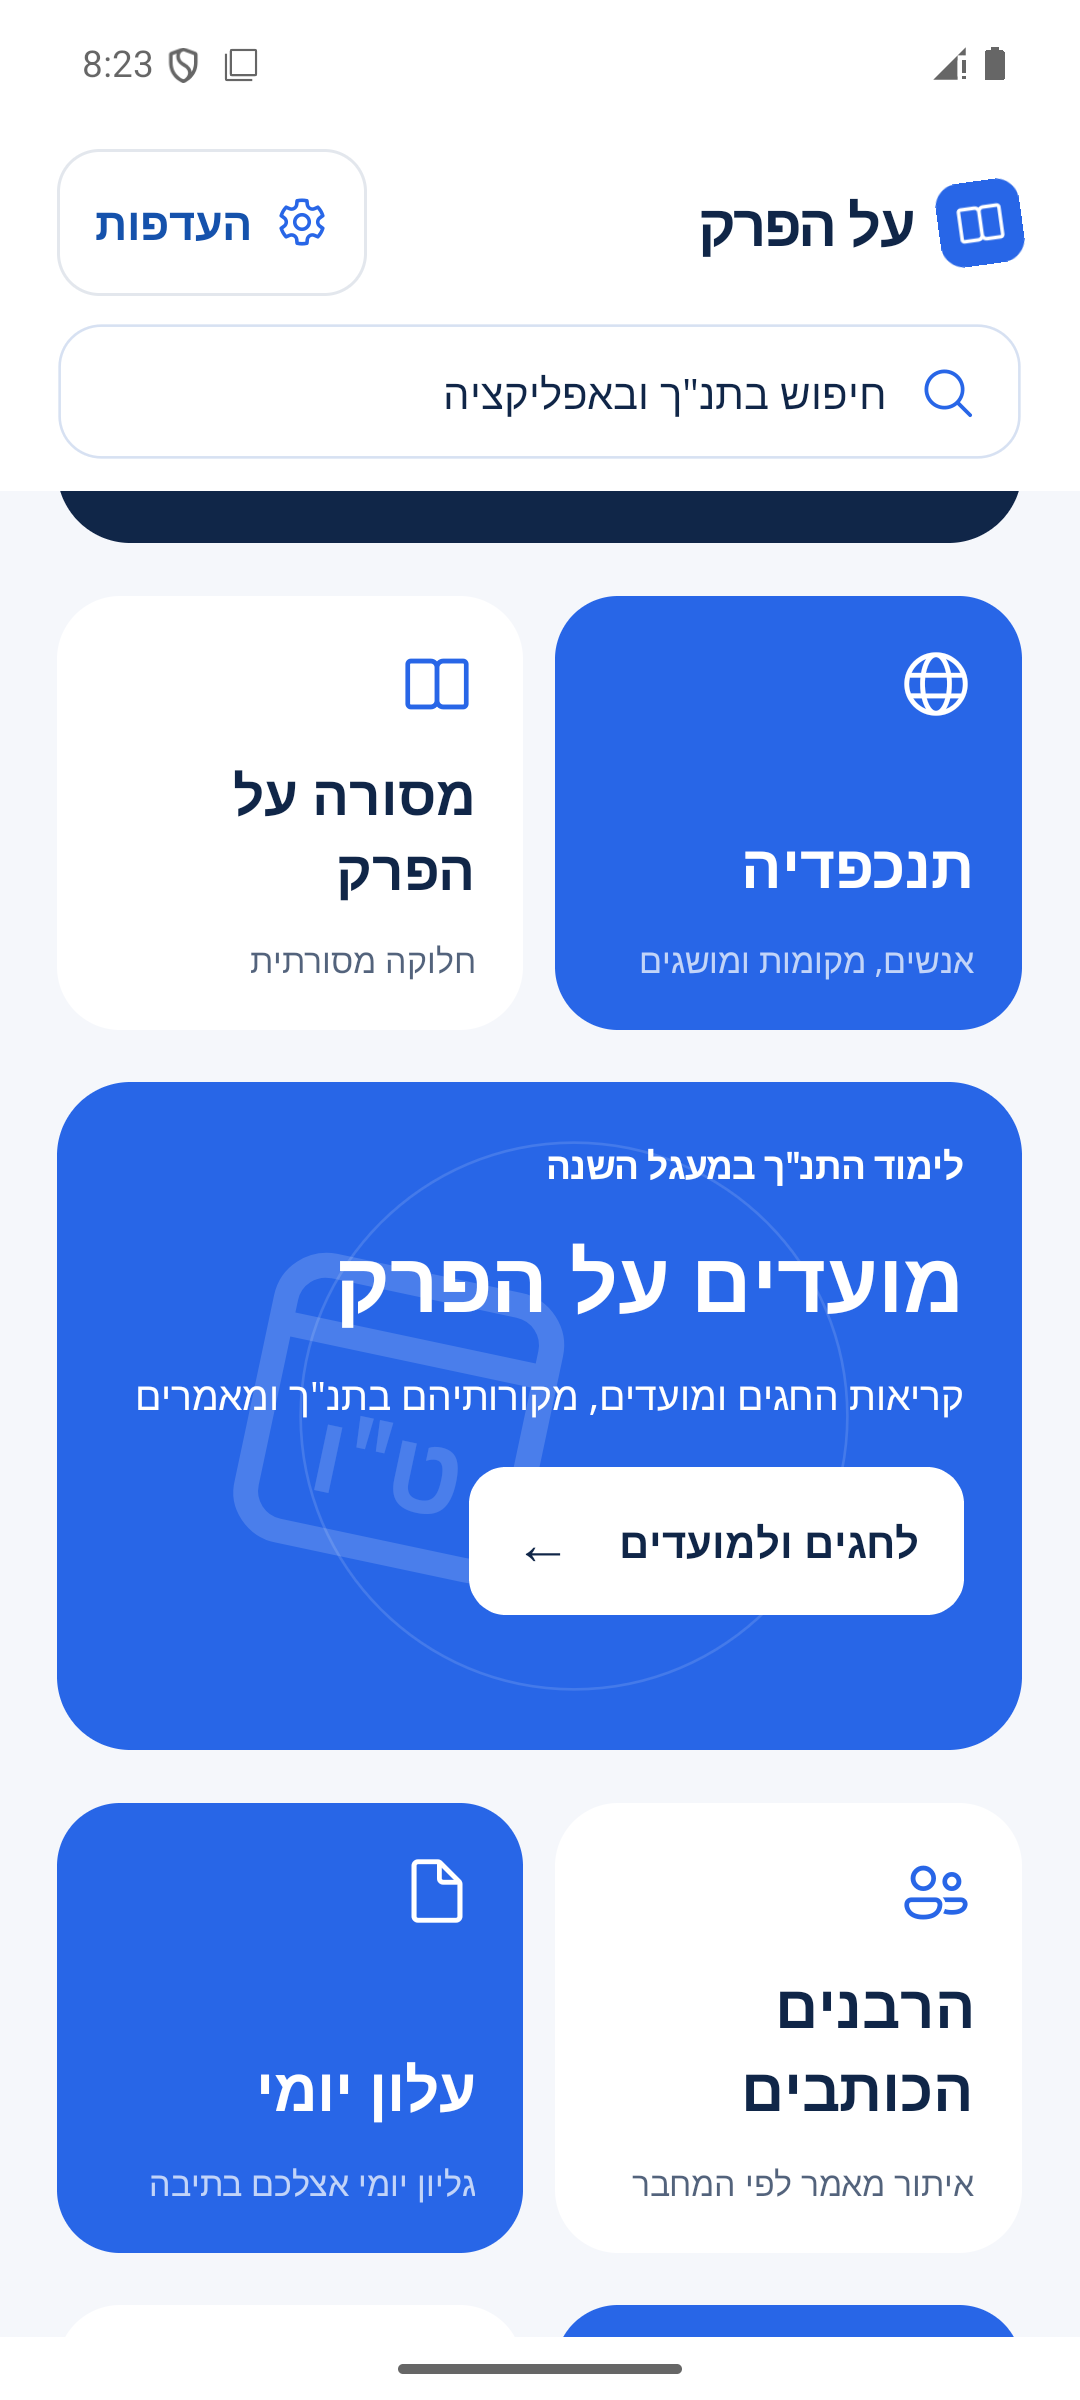 8:23
על הפרק
העדפות
חיפוש בתנ"ך ובאפליקציה
תנכפדיה
אנשים, מקומות ומושגים
מסורה על
הפרק
חלוקה מסורתית
לימוד התנ"ך במעגל השנה
מועדים על הפרק
קריאות החגים ומועדים, מקורותיהם בתנ"ך ומאמרים
ט"ו
לחגים ולמועדים ←
הרבנים
הכותבים
איתור מאמר לפי המחבר
עלון יומי
גליון יומי אצלכם בתיבה